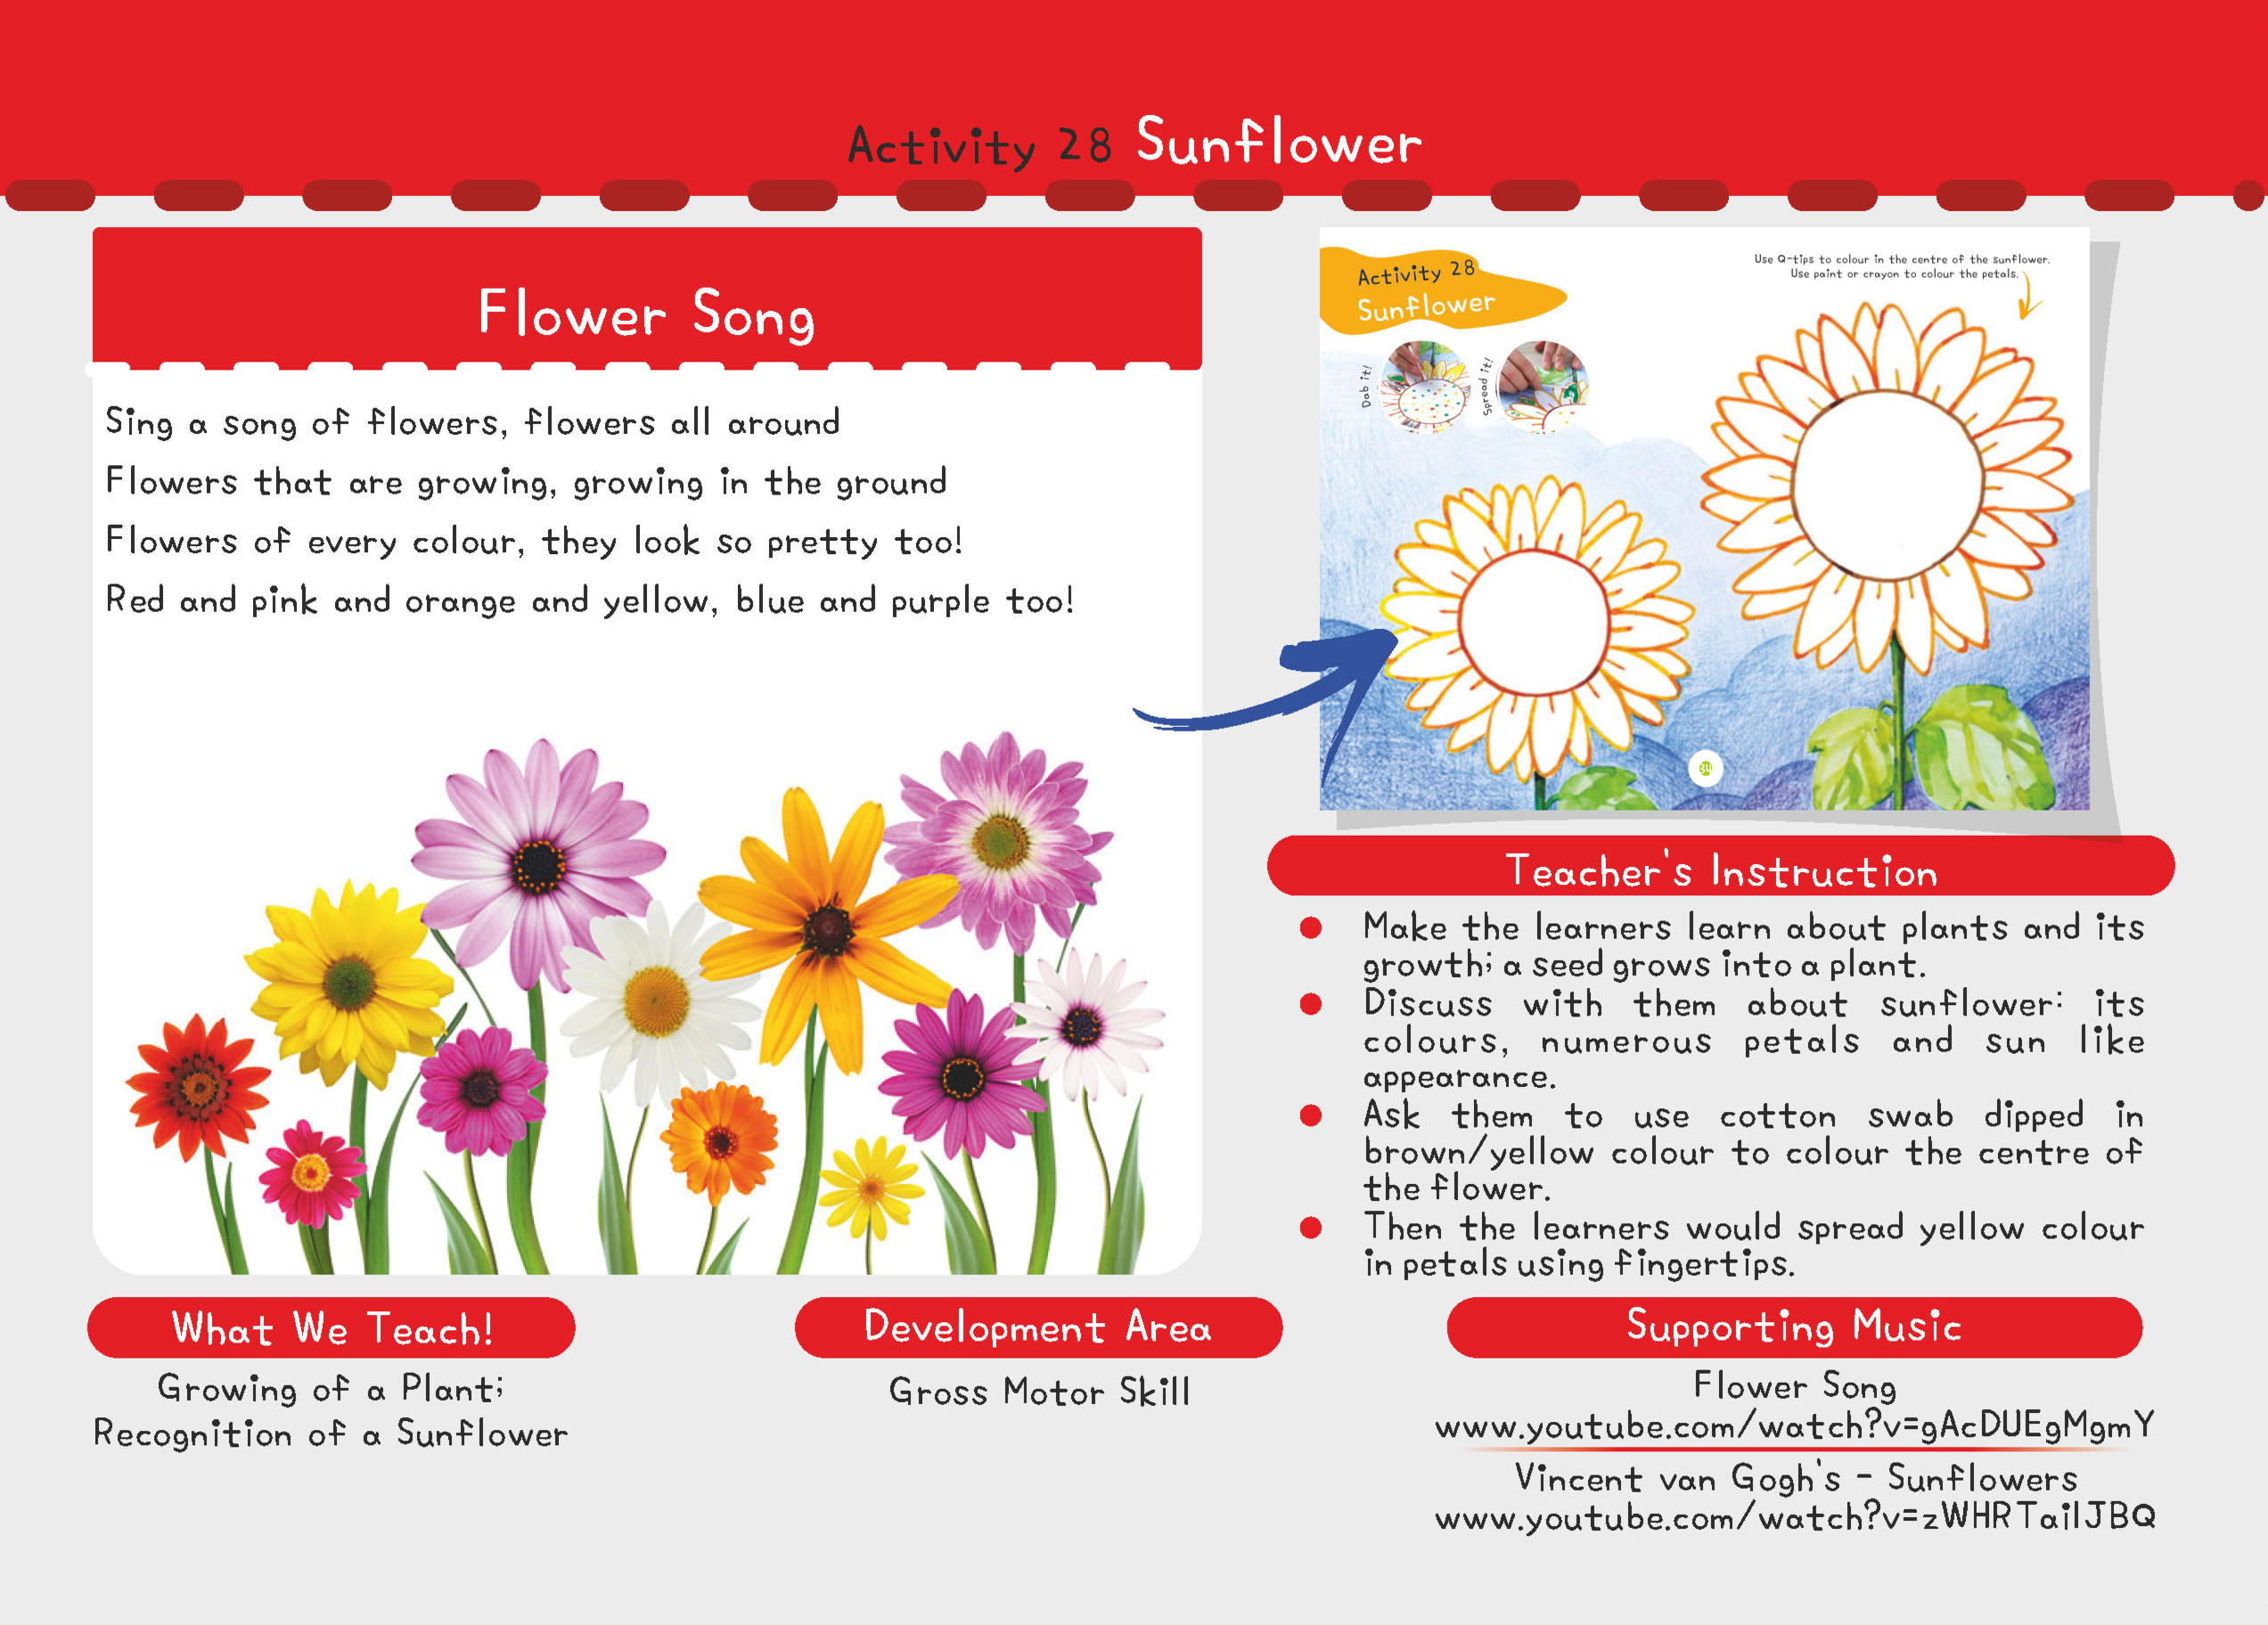 Activity 28 Sunflower
Flower Song
Sing a song of flowers, flowers all around
Flowers that are growing, growing in the ground
Flowers of every colour, they look so pretty too!
Red and pink and orange and yellow, blue and purple too!
Activity 28
Sunflower
Use Q-tips to colour in the centre of the sunflower.
Use paint or crayon to colour the petals.
Dab it!
Spread it!
34
Teacher's Instruction
Make the learners learn about plants and its
growth; a seed grows into a plant.
Discuss with them about sunflower: its
colours, numerous petals and sun like
appearance.
Ask them to use cotton swab dipped in
brown/yellow colour to colour the centre of
the flower.
Then the learners would spread yellow colour
in petals using fingertips.
What We Teach!
Growing of a Plant;
Recognition of a Sunflower
Development Area
Gross Motor Skill
Supporting Music
Flower Song
www.youtube.com/watch?v=gAcDUEgMgmY
Vincent van Gogh's - Sunflowers
www.youtube.com/watch?v=zWHRTailJBQ